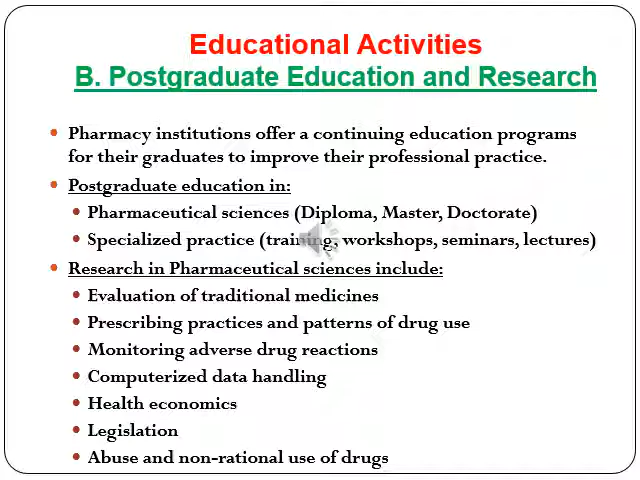 Educational Activities
B. Postgraduate Education and Research
• Pharmacy institutions offer a continuing education programs
for their graduates to improve their professional practice.
• Postgraduate education in:
• Pharmaceutical sciences (Diploma, Master, Doctorate)
• Specialized practice (training, workshops, seminars, lectures)
• Research in Pharmaceutical sciences include:
• Evaluation of traditional medicines
• Prescribing practices and patterns of drug use
• Monitoring adverse drug reactions
• Computerized data handling
• Health economics
• Legislation
• Abuse and non-rational use of drugs